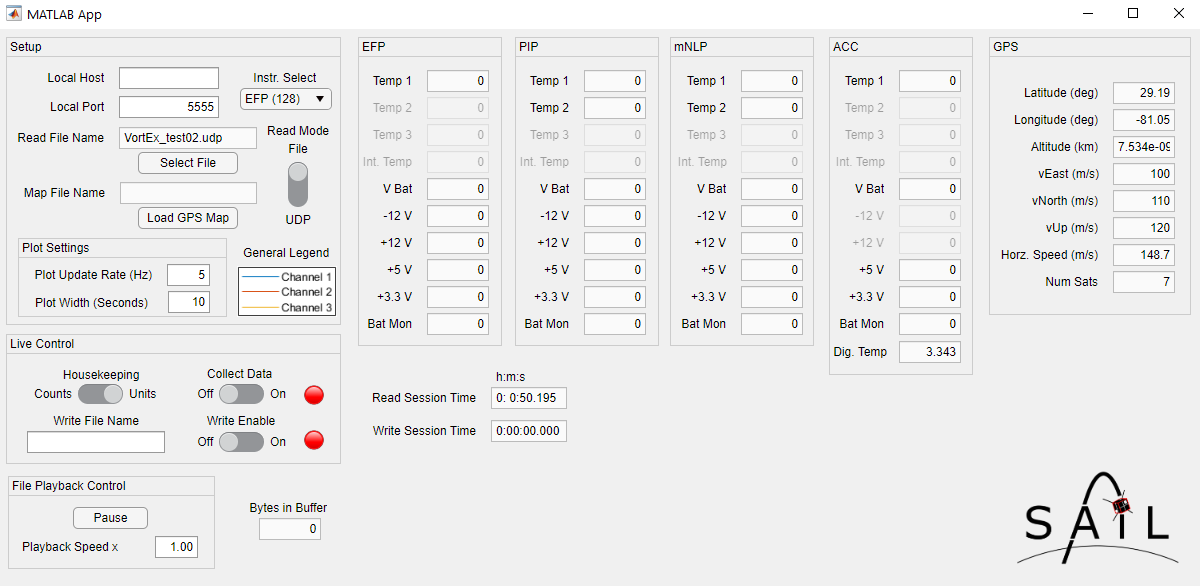 MATLAB App
Setup
Local Host
Local Port 5555
Instr. Select
EFP (128)
Read File Name VortEx_test02.udp
Select File
Read Mode
File
UDP
Map File Name
Load GPS Map
Plot Settings
Plot Update Rate (Hz) 5
Plot Width (Seconds) 10
General Legend
Channel 1
Channel 2
Channel 3
Live Control
Housekeeping
Counts Units
Collect Data
Off On
Write File Name
Write Enable
Off On
File Playback Control
Pause
Playback Speed x 1.00
Bytes in Buffer
0
EFP
Temp 1 0
Temp 2 0
Temp 3 0
Int. Temp 0
V Bat 0
-12 V 0
+12 V 0
+5 V 0
+3.3 V 0
Bat Mon 0
PIP
Temp 1 0
Temp 2 0
Temp 3 0
Int. Temp 0
V Bat 0
-12 V 0
+12 V 0
+5 V 0
+3.3 V 0
Bat Mon 0
mNLP
Temp 1 0
Temp 2 0
Temp 3 0
Int. Temp 0
V Bat 0
-12 V 0
+12 V 0
+5 V 0
+3.3 V 0
Bat Mon 0
ACC
Temp 1 0
Temp 2 0
Temp 3 0
Int. Temp 0
V Bat 0
-12 V 0
+12 V 0
+5 V 0
+3.3 V 0
Bat Mon 0
Dig. Temp 3.343
GPS
Latitude (deg) 29.19
Longitude (deg) -81.05
Altitude (km) 7.534e-09
vEast (m/s) 100
vNorth (m/s) 110
vUp (m/s) 120
Horz. Speed (m/s) 148.7
Num Sats 7
h:m:s
Read Session Time 0: 0:50.195
Write Session Time 0:00:00.000
SAIL